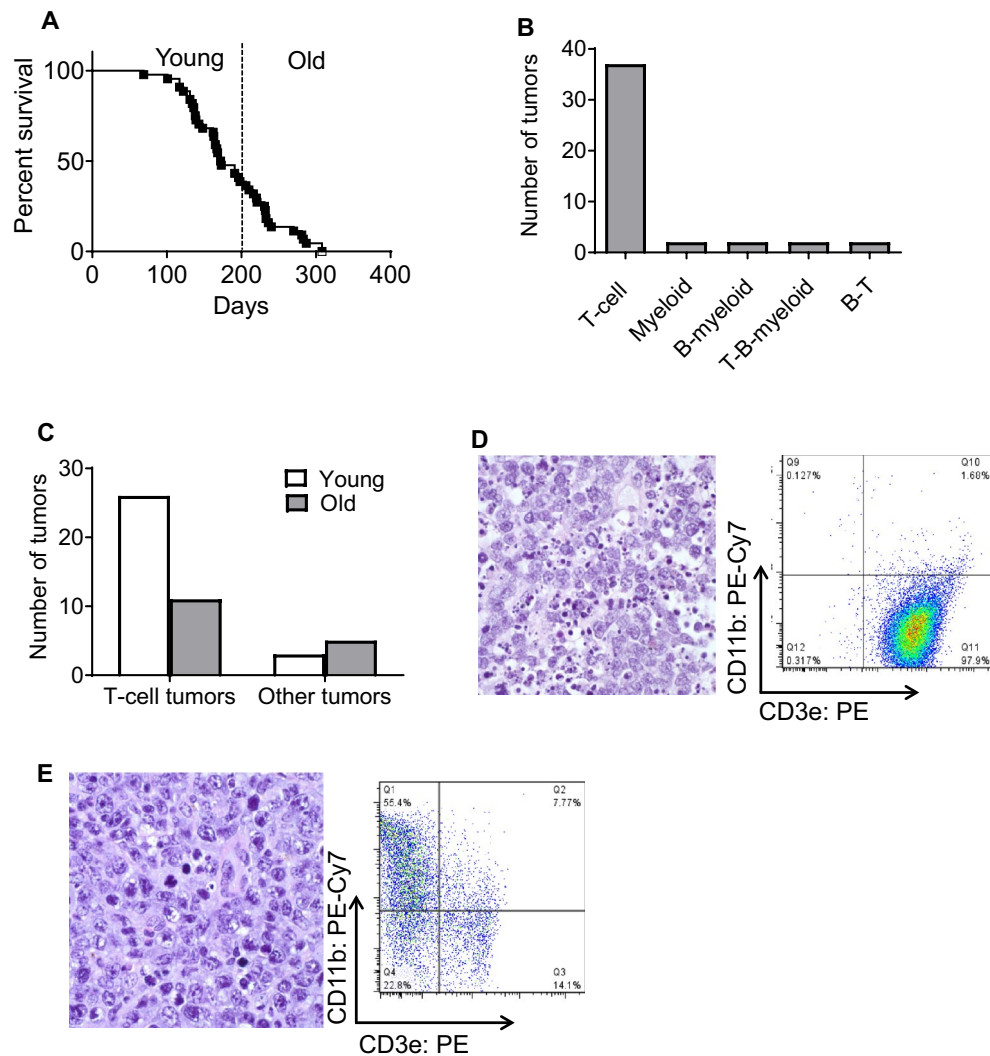 A
Young
Old
Percent survival
100
50
0
0
100
200
300
400
Days
B
Number of tumors
40
30
20
10
0
T-cell
Myeloid
B-myeloid
T-B-myeloid
B-T
C
Number of tumors
30
20
10
0
Young
Old
T-cell tumors
Other tumors
D
CD11b: PE-Cy7
Q9
0.127%
Q10
1.68%
Q12
0.317%
Q11
97.9%
CD3e: PE
E
CD11b: PE-Cy7
Q1
55.4%
Q2
7.77%
Q4
22.8%
Q3
14.1%
CD3e: PE